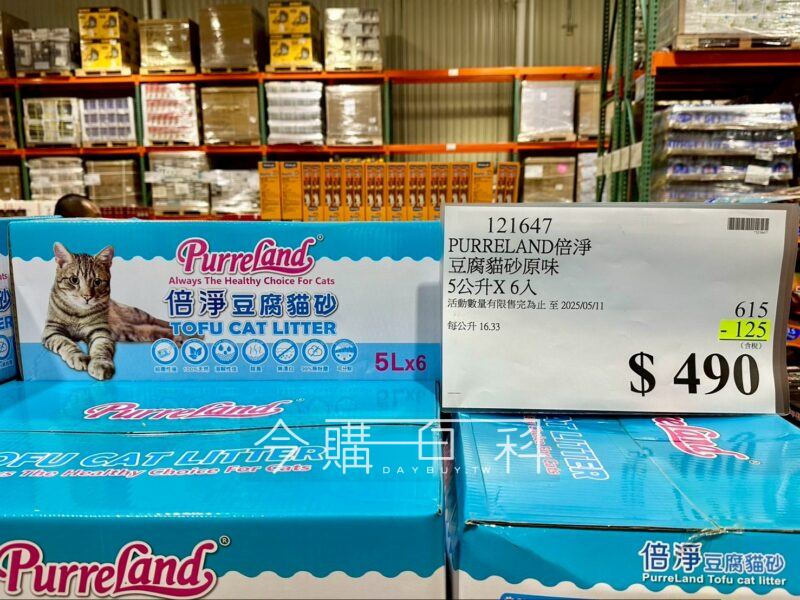 121647
PURRELAND倍淨
豆腐貓砂原味
5公升X 6入
活動數量有限售完為止 至 2025/05/11
615
-125
(含稅)
每公升 16.33
$ 490
PurreLand®
Always The Healthy Choice For Cats
倍淨豆腐貓砂
TOFU CAT LITTER
5Lx6
PurreLand®
TOFU CAT LITTER
The Healthy Choice For Cats
PurreLand®
CAT LITTER
倍淨豆腐貓砂
PurreLand Tofu cat litter
今購百科
DAYBUY.TW